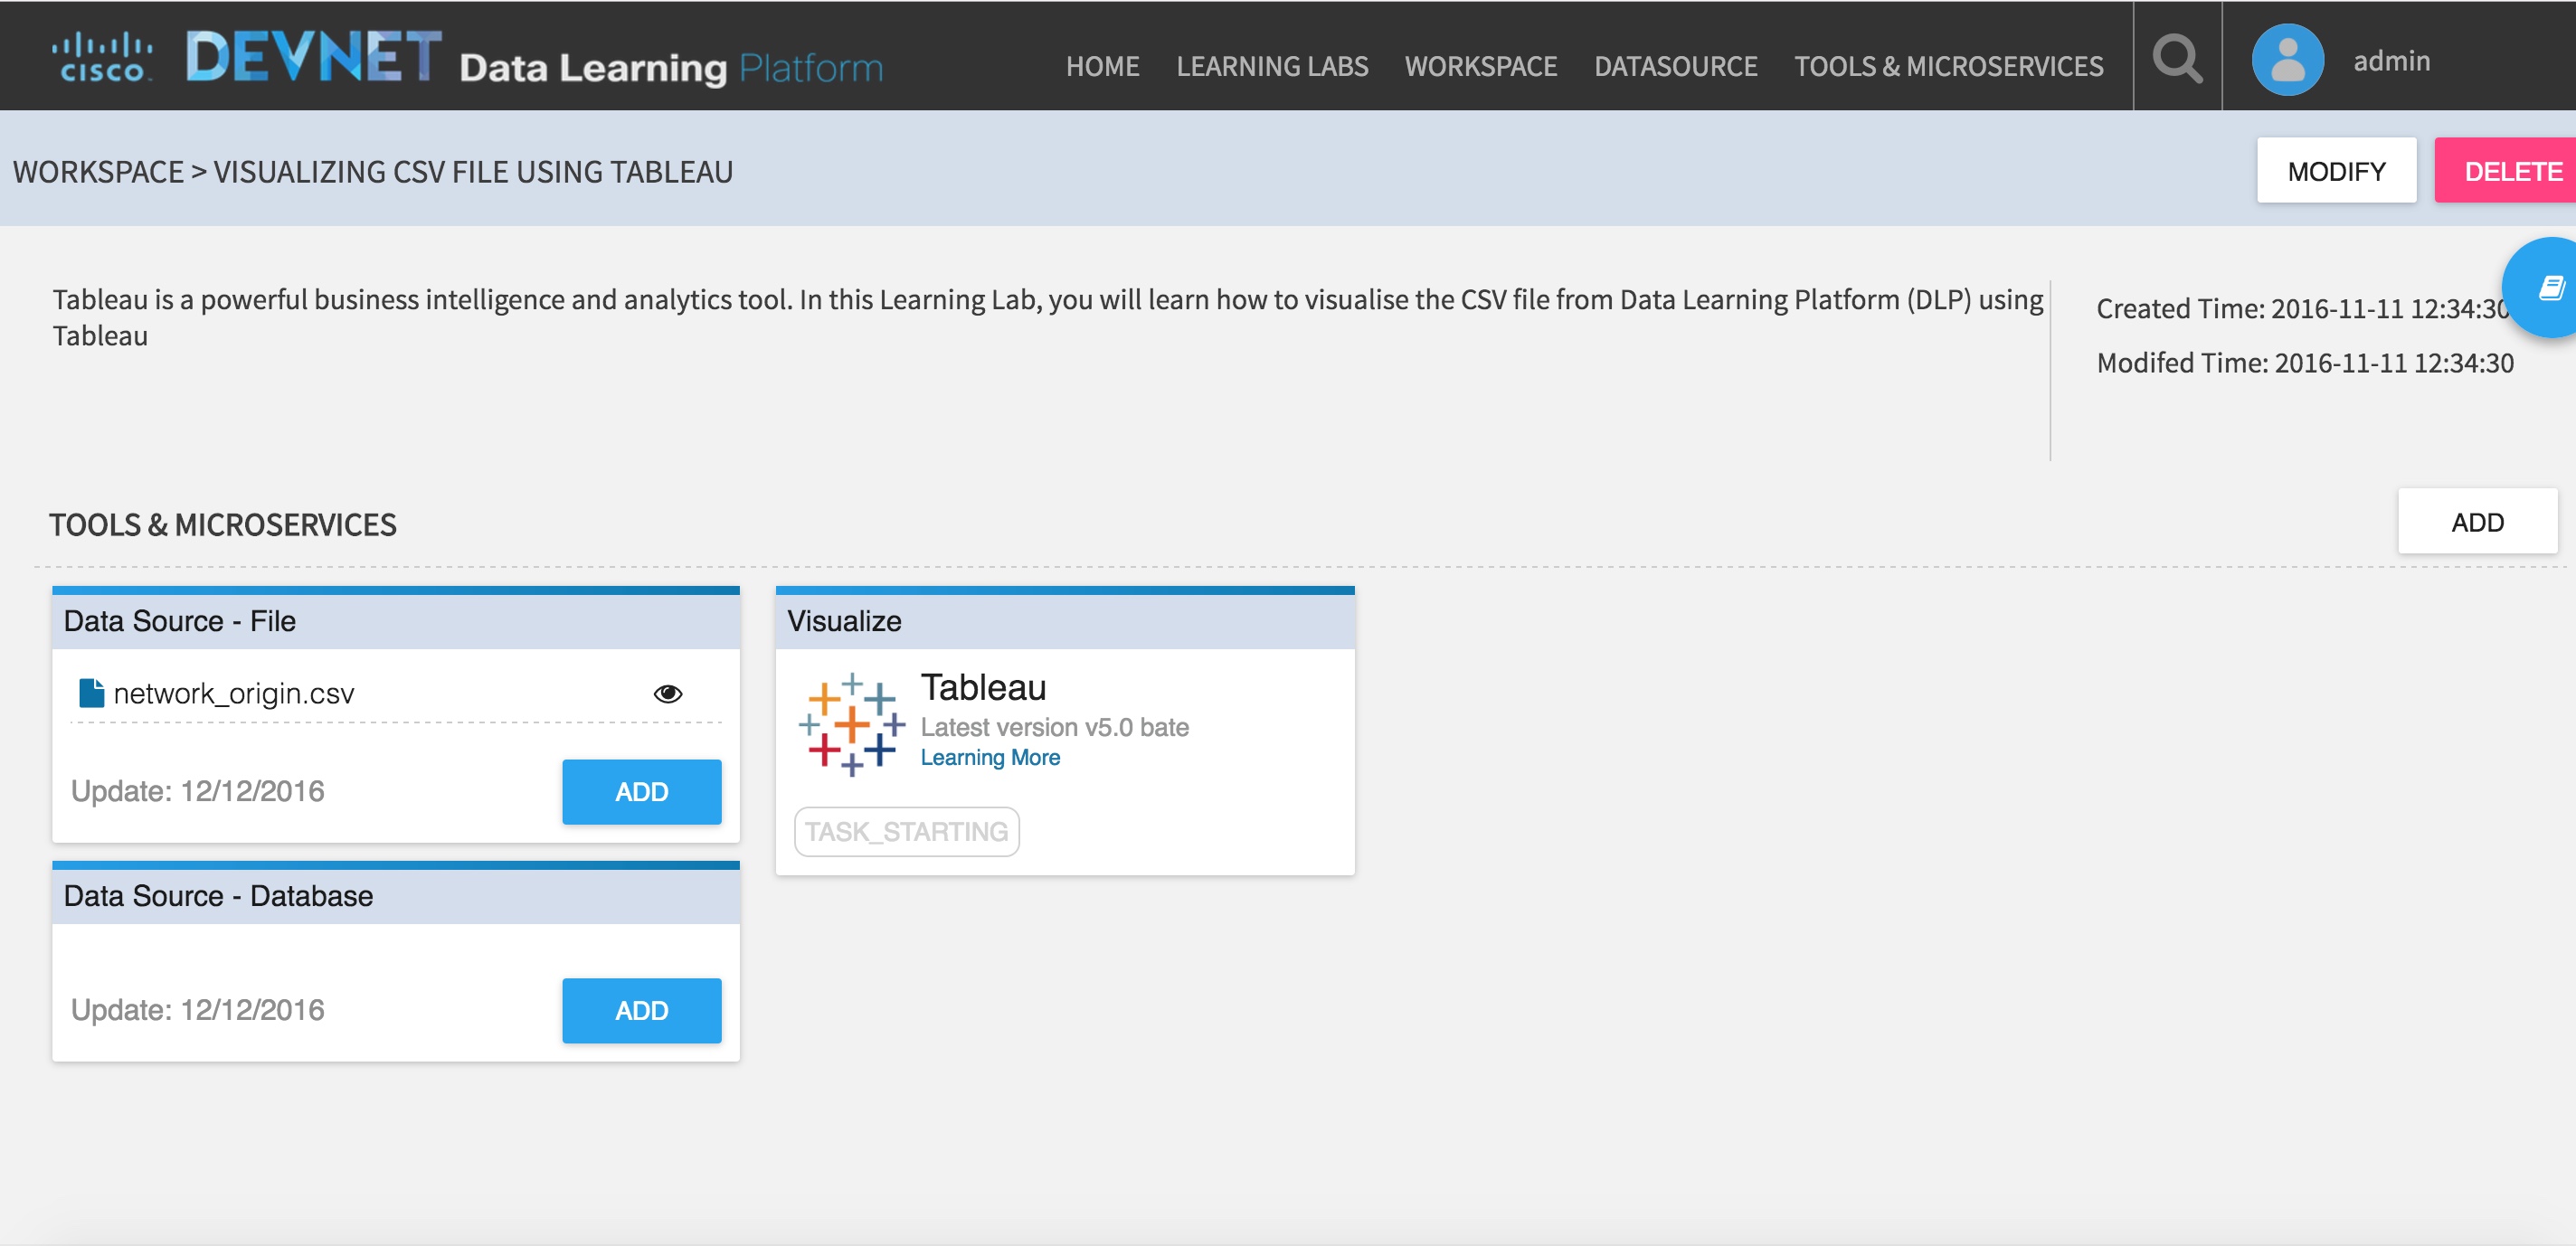 CISCO DEVNET Data Learning Platform HOME LEARNING LABS WORKSPACE DATASOURCE TOOLS & MICROSERVICES admin
WORKSPACE > VISUALIZING CSV FILE USING TABLEAU MODIFY DELETE
Tableau is a powerful business intelligence and analytics tool. In this Learning Lab, you will learn how to visualise the CSV file from Data Learning Platform (DLP) using
Tableau
Created Time: 2016-11-11 12:34:30
Modifed Time: 2016-11-11 12:34:30
TOOLS & MICROSERVICES ADD
Data Source - File
network_origin.csv
Update: 12/12/2016 ADD
Data Source - Database
Update: 12/12/2016 ADD
Visualize
Tableau
Latest version v5.0 bate
Learning More
TASK_STARTING